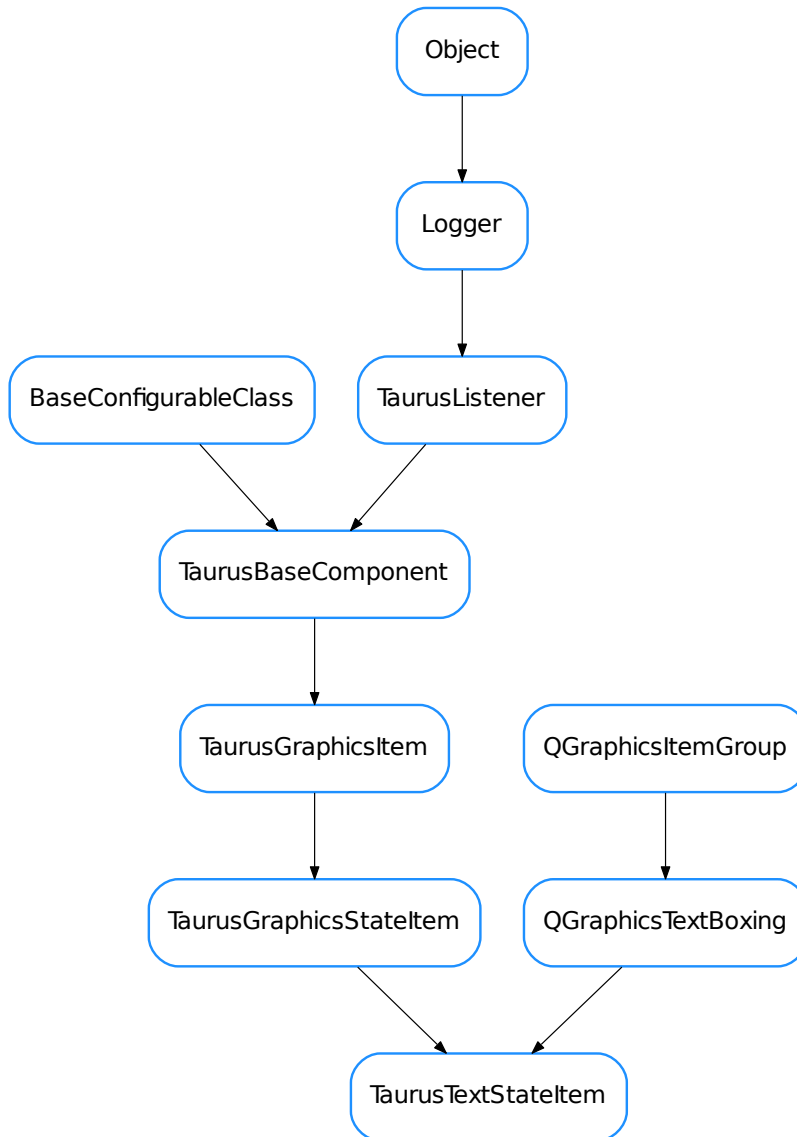 Object
Logger
BaseConfigurableClass
TaurusListener
TaurusBaseComponent
TaurusGraphicsItem
QGraphicsItemGroup
TaurusGraphicsStateItem
QGraphicsTextBoxing
TaurusTextStateItem